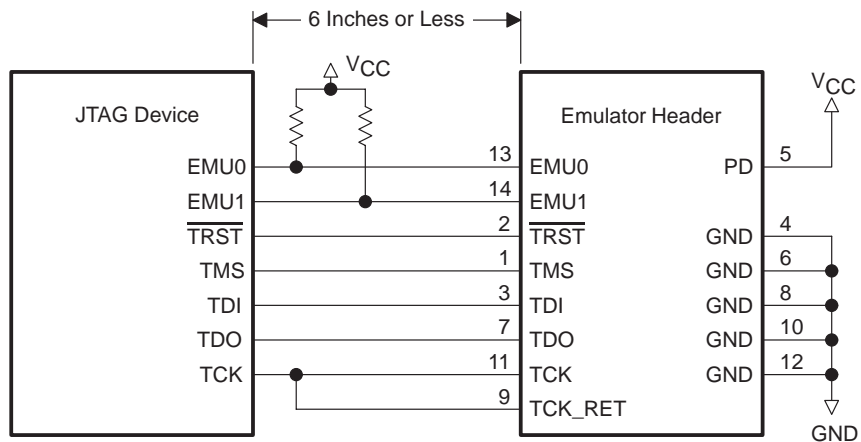 6 Inches or Less
VCC
VCC
JTAG Device
Emulator Header
EMU0 13 EMU0 PD 5
EMU1 14 EMU1
TRST 2 TRST GND 4
TMS 1 TMS GND 6
TDI 3 TDI GND 8
TDO 7 TDO GND 10
TCK 11 TCK GND 12
9 TCK_RET
GND